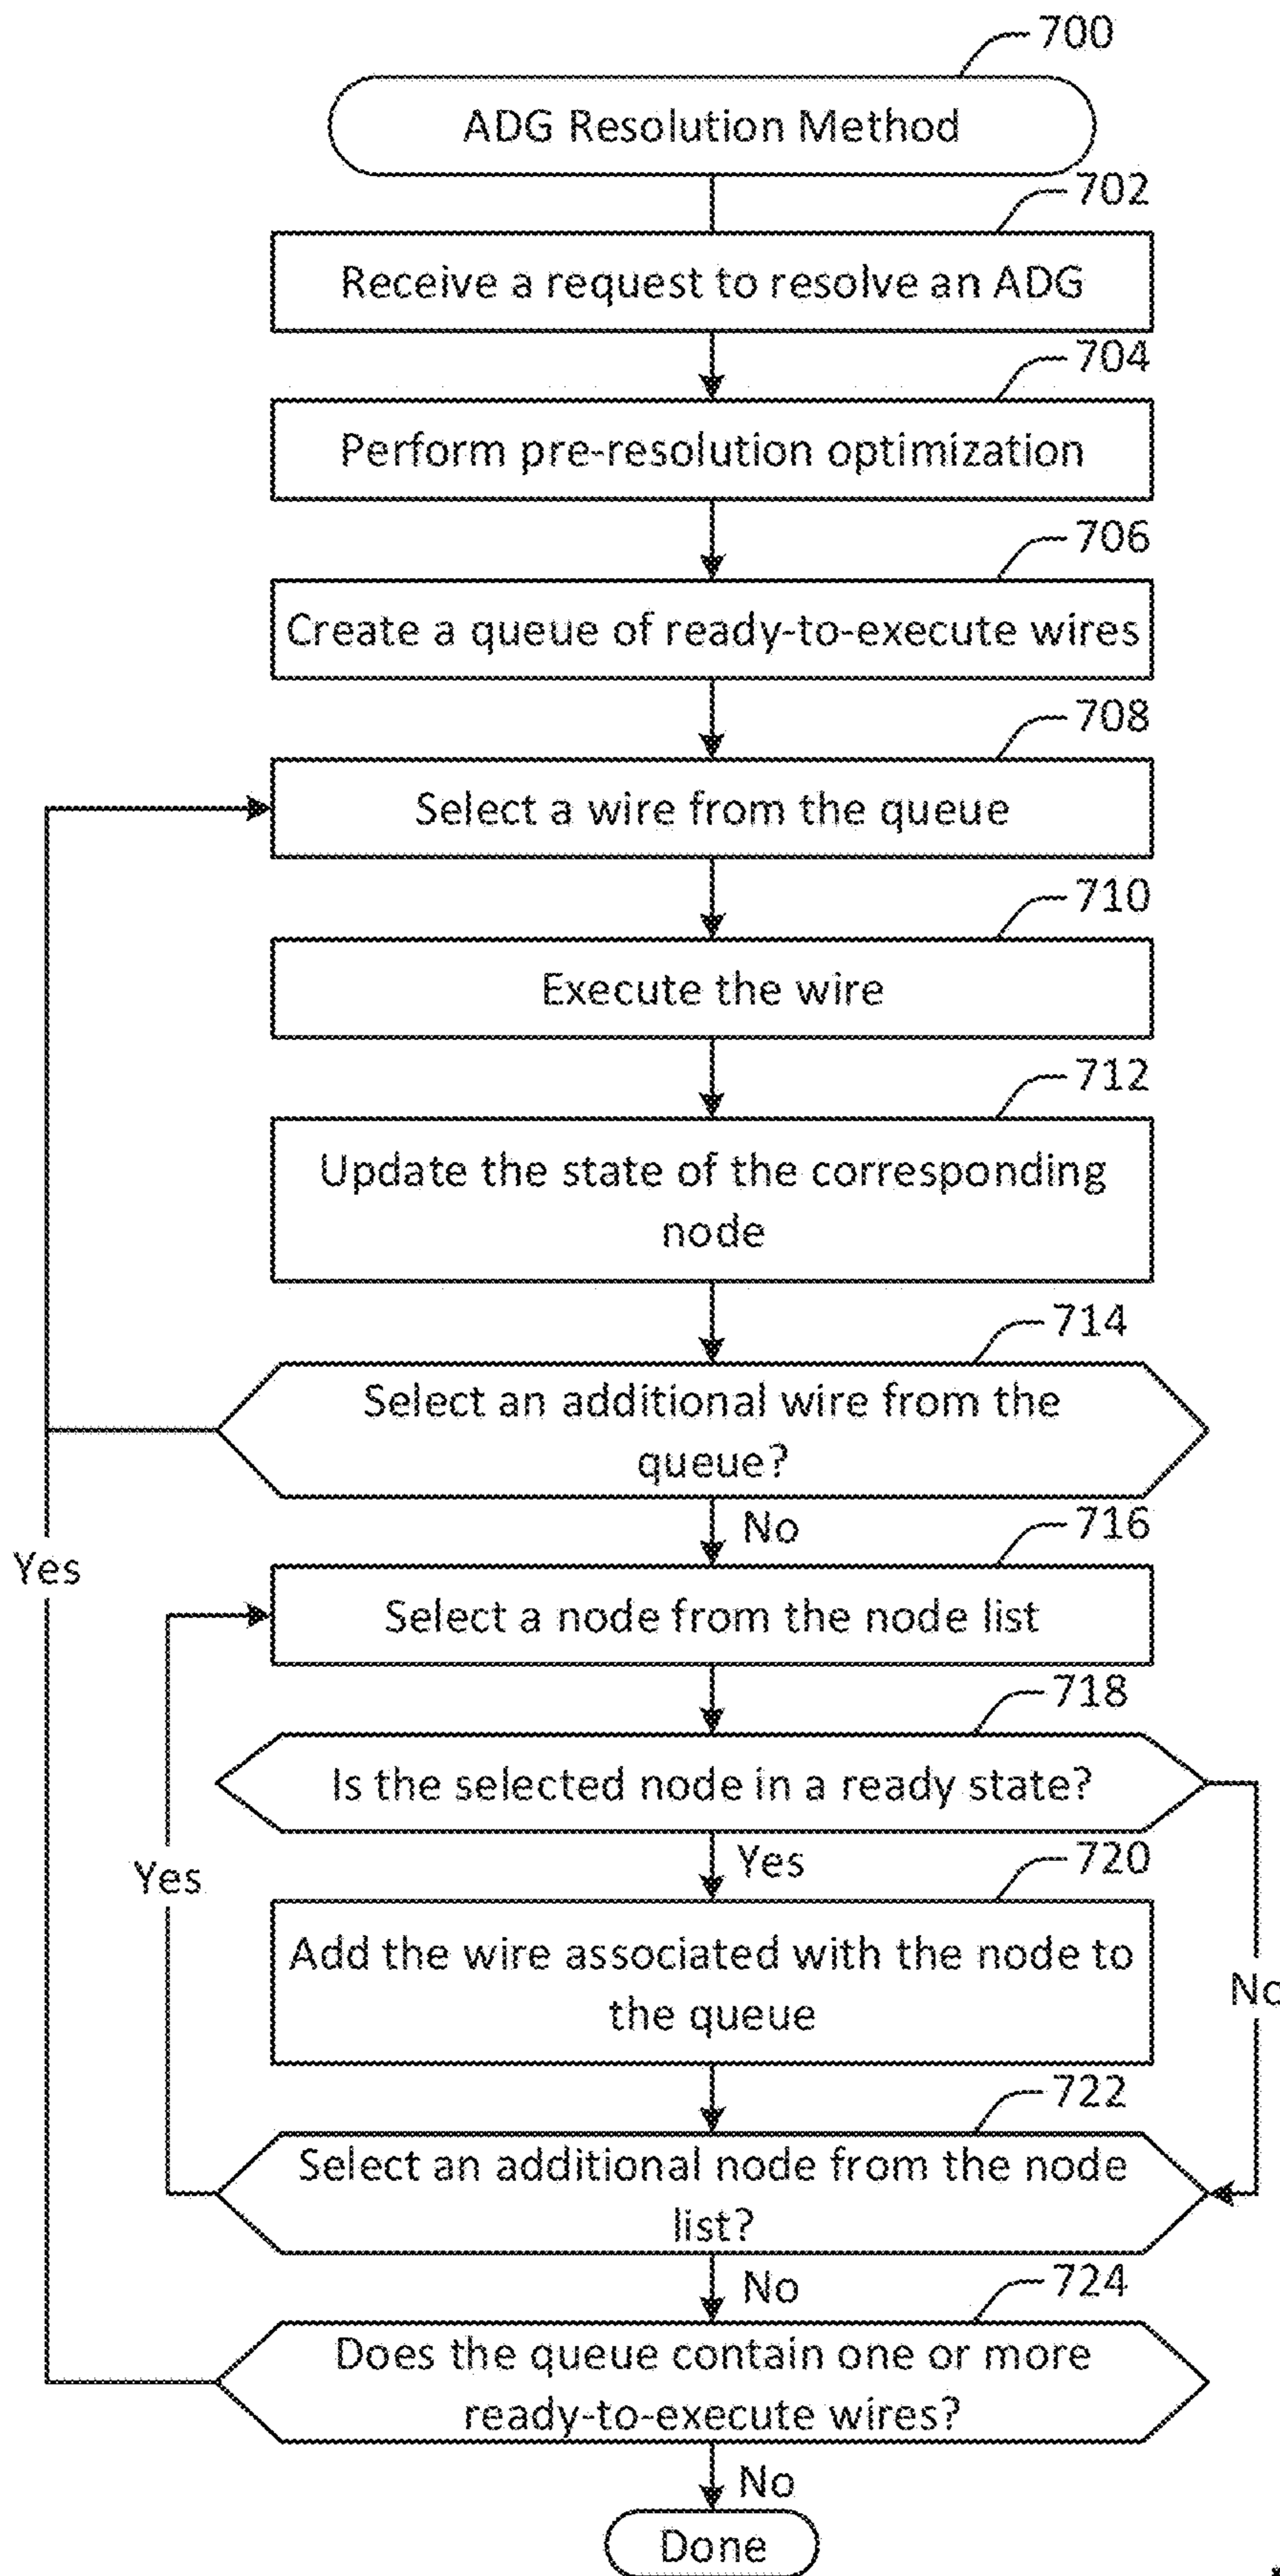 700
ADG Resolution Method
702
Receive a request to resolve an ADG
704
Perform pre-resolution optimization
706
Create a queue of ready-to-execute wires
708
Select a wire from the queue
710
Execute the wire
712
Update the state of the corresponding
node
714
Select an additional wire from the
queue?
No
716
Yes
Select a node from the node list
718
Is the selected node in a ready state?
Yes
720
Yes
Add the wire associated with the node to
the queue
No
722
Select an additional node from the node
list?
No
724
Does the queue contain one or more
ready-to-execute wires?
No
Done